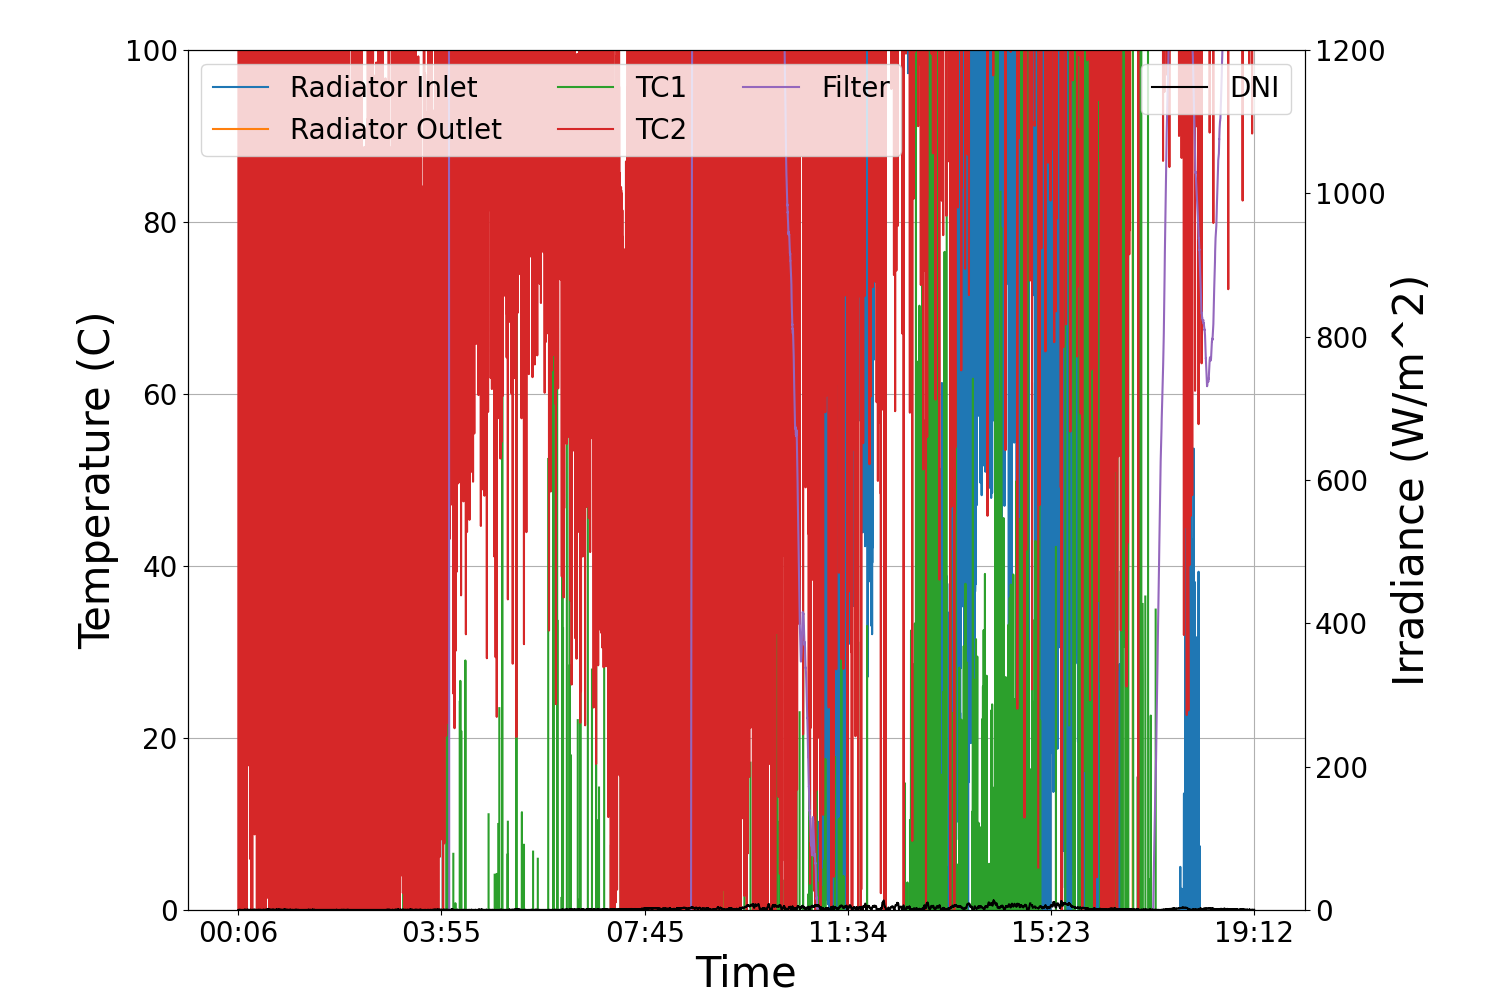 100
80
60
40
20
0
Temperature (C)
Radiator Inlet
Radiator Outlet
TC1
TC2
Filter
DNI
1200
1000
800
600
400
200
0
Irradiance (W/m^2)
00:06
03:55
07:45
11:34
15:23
19:12
Time